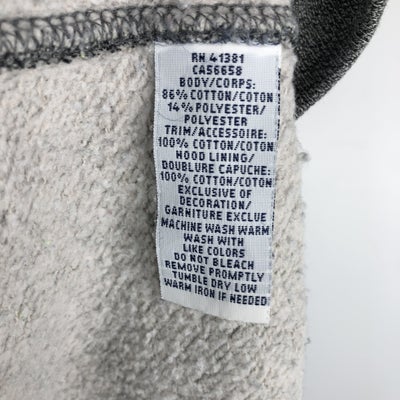 RN 41381
CA56658
BODY/CORPS:
86% COTTON/COTON
14% POLYESTER/
POLYESTER
TRIM/ACCESSOIRE:
100% COTTON/COTON
HOOD LINING/
DOUBLURE CAPUCHE:
100% COTTON/COTON
EXCLUSIVE OF
DECORATION/
GARNITURE EXCLUE
MACHINE WASH WARM
WASH WITH
LIKE COLORS
DO NOT BLEACH
REMOVE PROMPTLY
TUMBLE DRY LOW
WARM IRON IF NEEDED